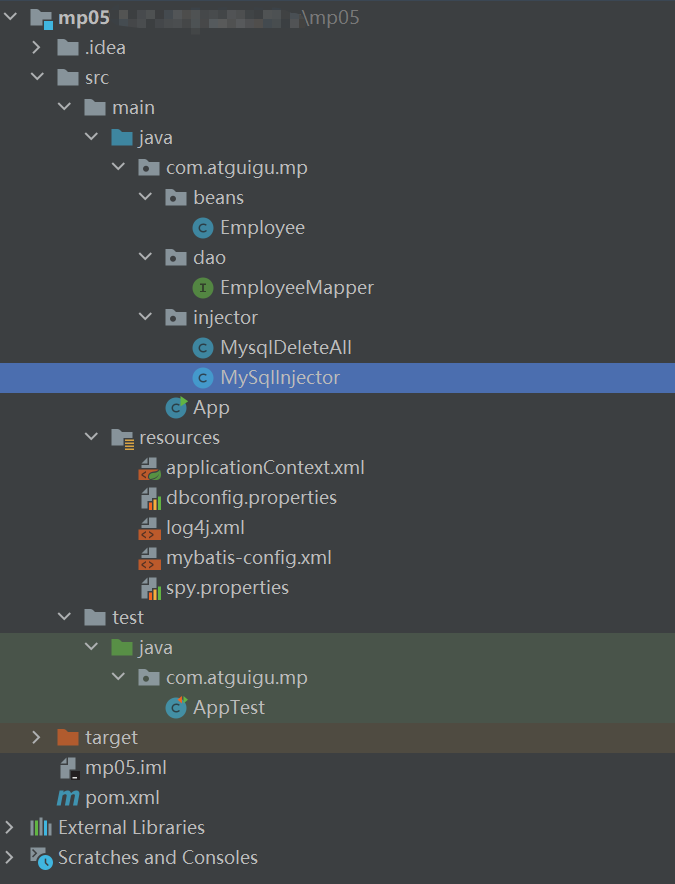 mp05 \mp05
.idea
src
main
java
com.atguigu.mp
beans
Employee
dao
EmployeeMapper
injector
MysqlDeleteAll
MySqlInjector
App
resources
applicationContext.xml
dbconfig.properties
log4j.xml
mybatis-config.xml
spy.properties
test
java
com.atguigu.mp
AppTest
target
mp05.iml
pom.xml
External Libraries
Scratches and Consoles